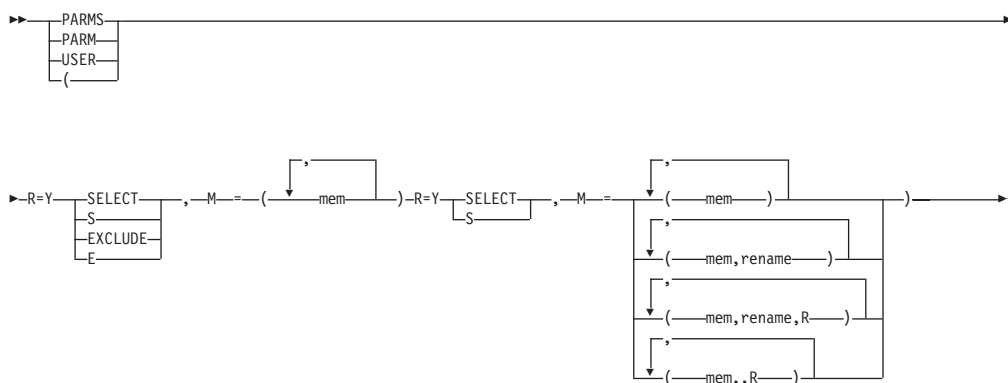 PARMS
PARM
USER
(
, , 
R=Y SELECT , M = ( mem ) R=Y SELECT , M = ( mem ) )
S S
EXCLUDE ,
E ( mem,rename )
,
( mem,rename,R )
,
( mem,,R )